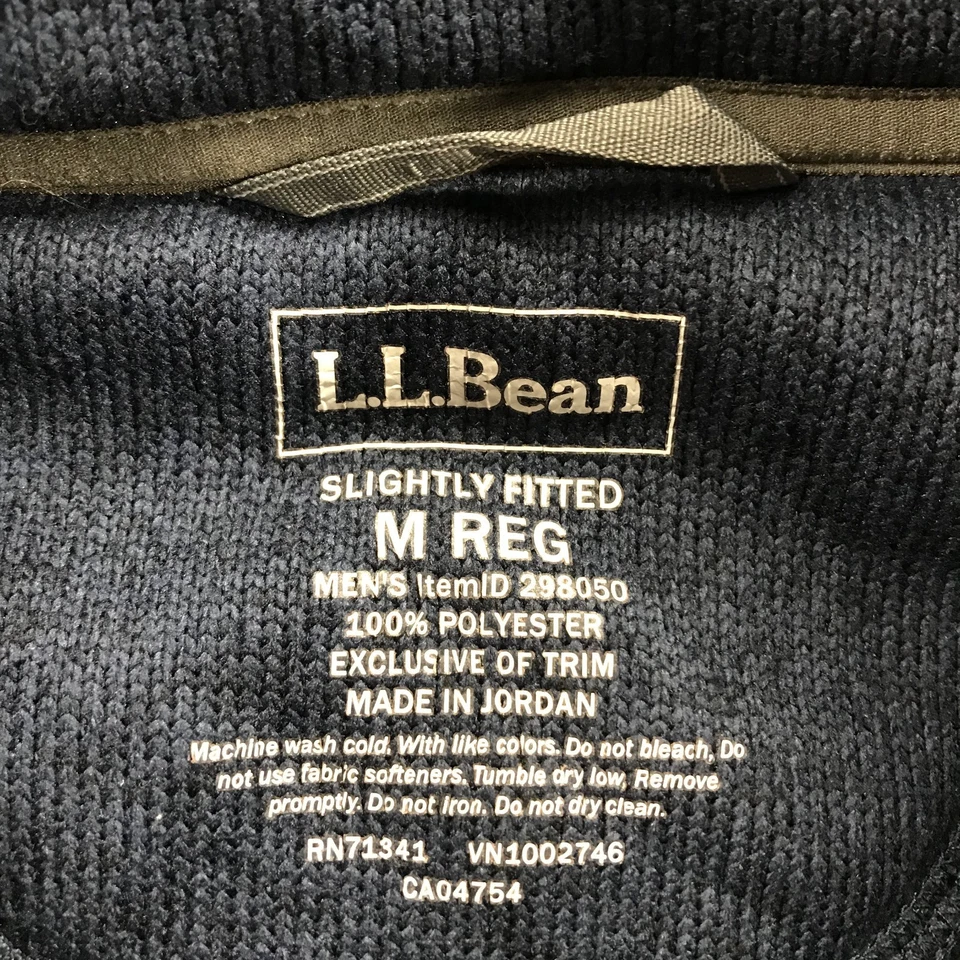 L.L.Bean
SLIGHTLY FITTED
M REG
MEN'S ItemID 298050
100% POLYESTER
EXCLUSIVE OF TRIM
MADE IN JORDAN
Machine wash cold. With like colors. Do not bleach, Do
not use fabric softeners. Tumble dry low, Remove
promptly. Do not Iron. Do not dry clean.
RN71341 VN1002746
CA04754